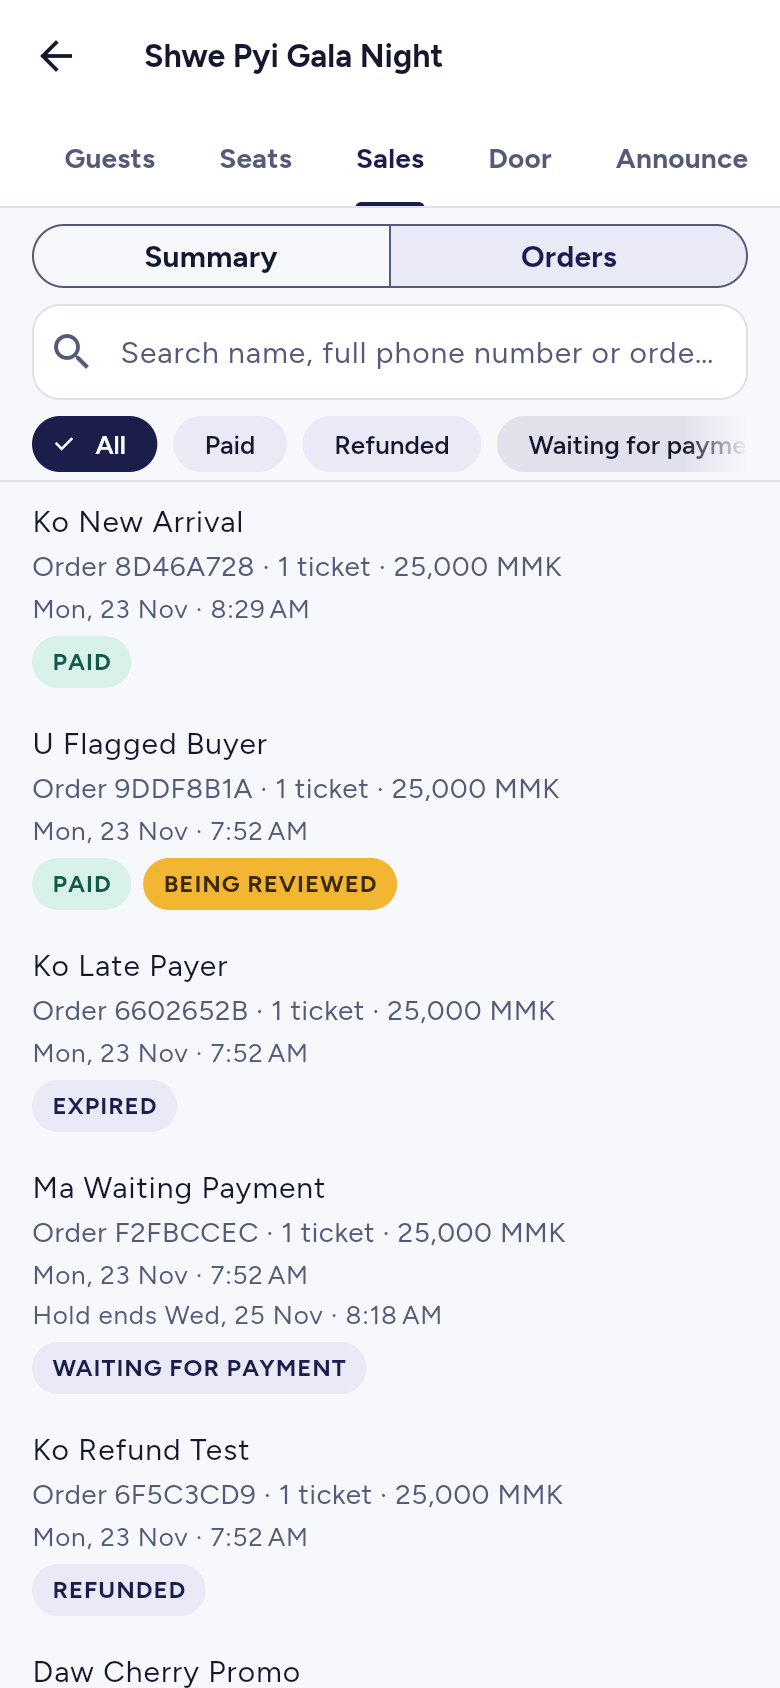 Shwe Pyi Gala Night
Guests Seats Sales Door Announce
Summary Orders
Search name, full phone number or orde...
All Paid Refunded Waiting for payme
Ko New Arrival
Order 8D46A728 · 1 ticket · 25,000 MMK
Mon, 23 Nov · 8:29 AM
PAID
U Flagged Buyer
Order 9DDF8B1A · 1 ticket · 25,000 MMK
Mon, 23 Nov · 7:52 AM
PAID BEING REVIEWED
Ko Late Payer
Order 6602652B · 1 ticket · 25,000 MMK
Mon, 23 Nov · 7:52 AM
EXPIRED
Ma Waiting Payment
Order F2FBCCEC · 1 ticket · 25,000 MMK
Mon, 23 Nov · 7:52 AM
Hold ends Wed, 25 Nov · 8:18 AM
WAITING FOR PAYMENT
Ko Refund Test
Order 6F5C3CD9 · 1 ticket · 25,000 MMK
Mon, 23 Nov · 7:52 AM
REFUNDED
Daw Cherry Promo